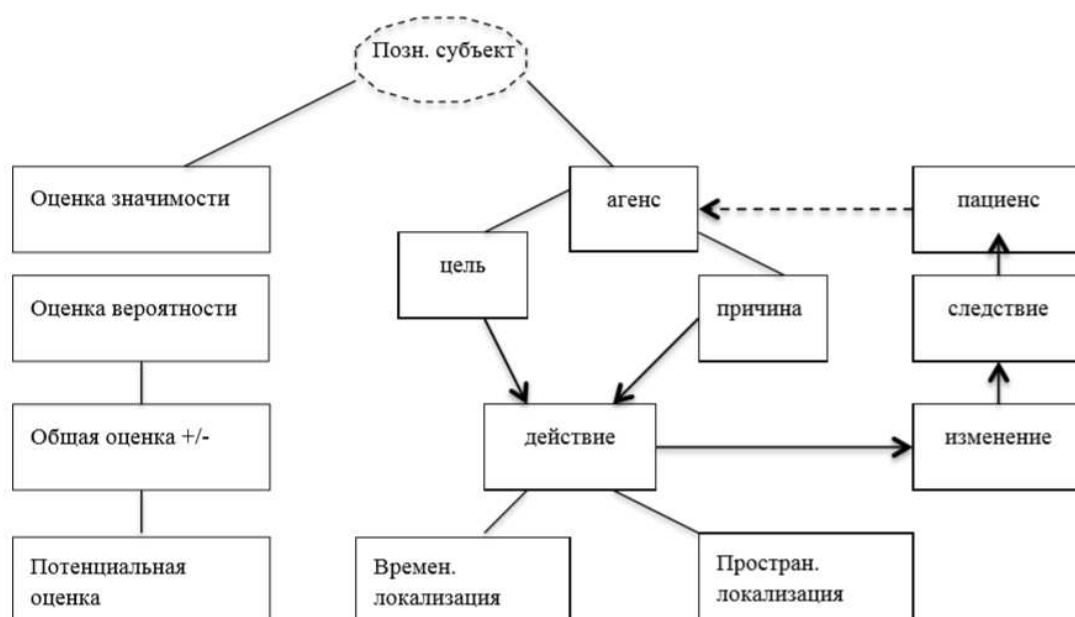 Позн. субъект
Оценка значимости
агенс
пациенс
цель
Оценка вероятности
причина
следствие
Общая оценка +/-
действие
изменение
Потенциальная
оценка
Времен.
локализация
Простран.
локализация